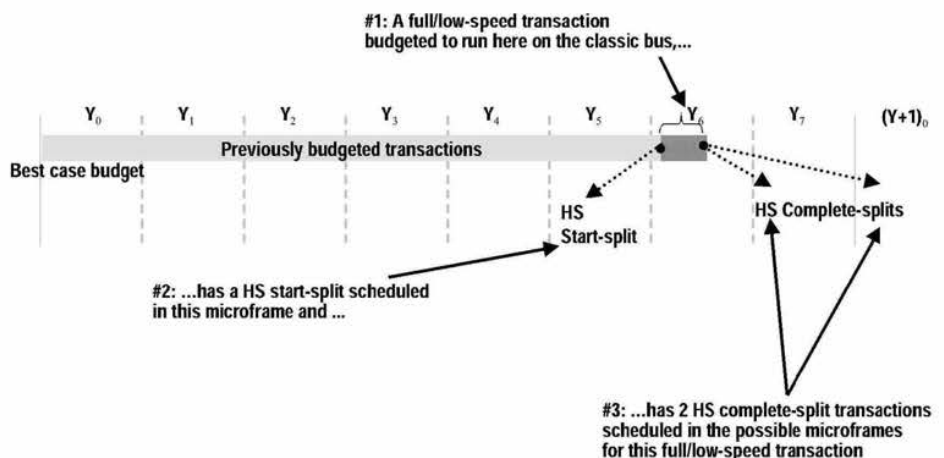 #1: A full/low-speed transaction
budgeted to run here on the classic bus,...
Y0 Y1 Y2 Y3 Y4 Y5 Y6 Y7 (Y+1)0
Previously budgeted transactions
Best case budget
HS
Start-split
HS Complete-splits
#2: ...has a HS start-split scheduled
in this microframe and ...
#3: ...has 2 HS complete-split transactions
scheduled in the possible microframes
for this full/low-speed transaction